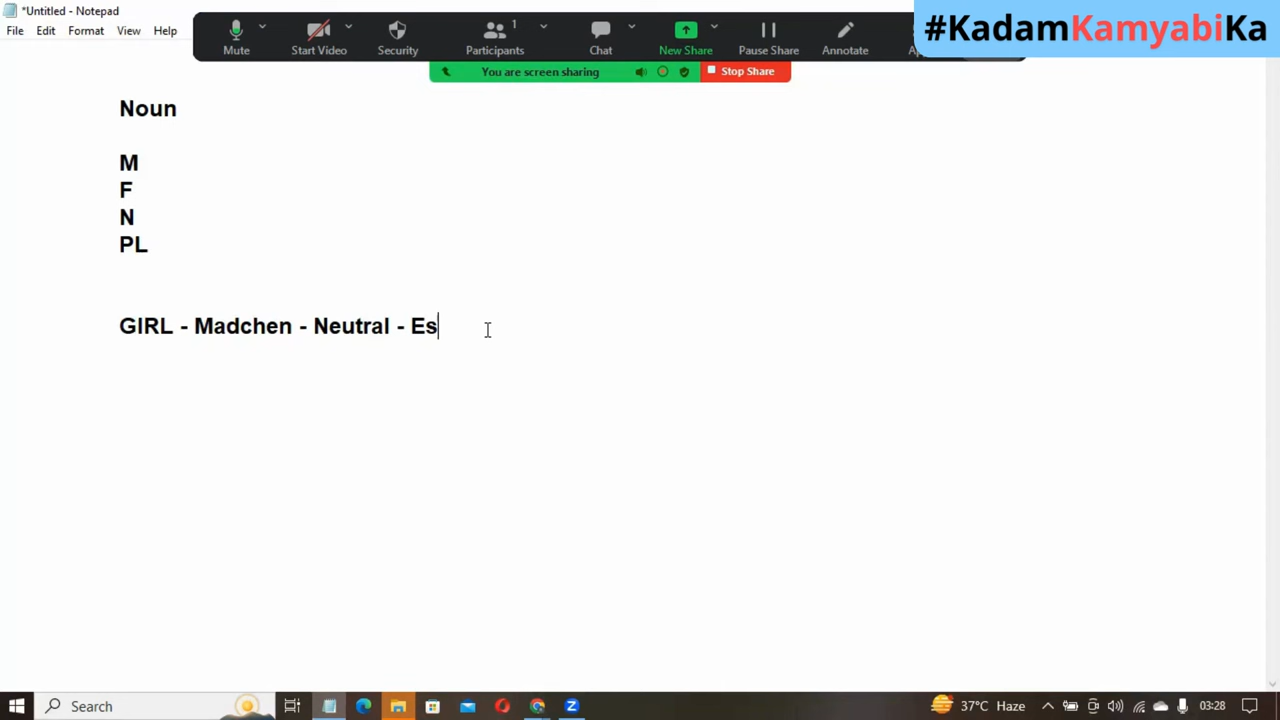 *Untitled - Notepad
File Edit Format View Help
Mute Start Video Security Participants 1 Chat New Share Pause Share Annotate
#KadamKamyabiKa
You are screen sharing Stop Share
Noun
M
F
N
PL
GIRL - Madchen - Neutral - Es
Search 37°C Haze 03:28